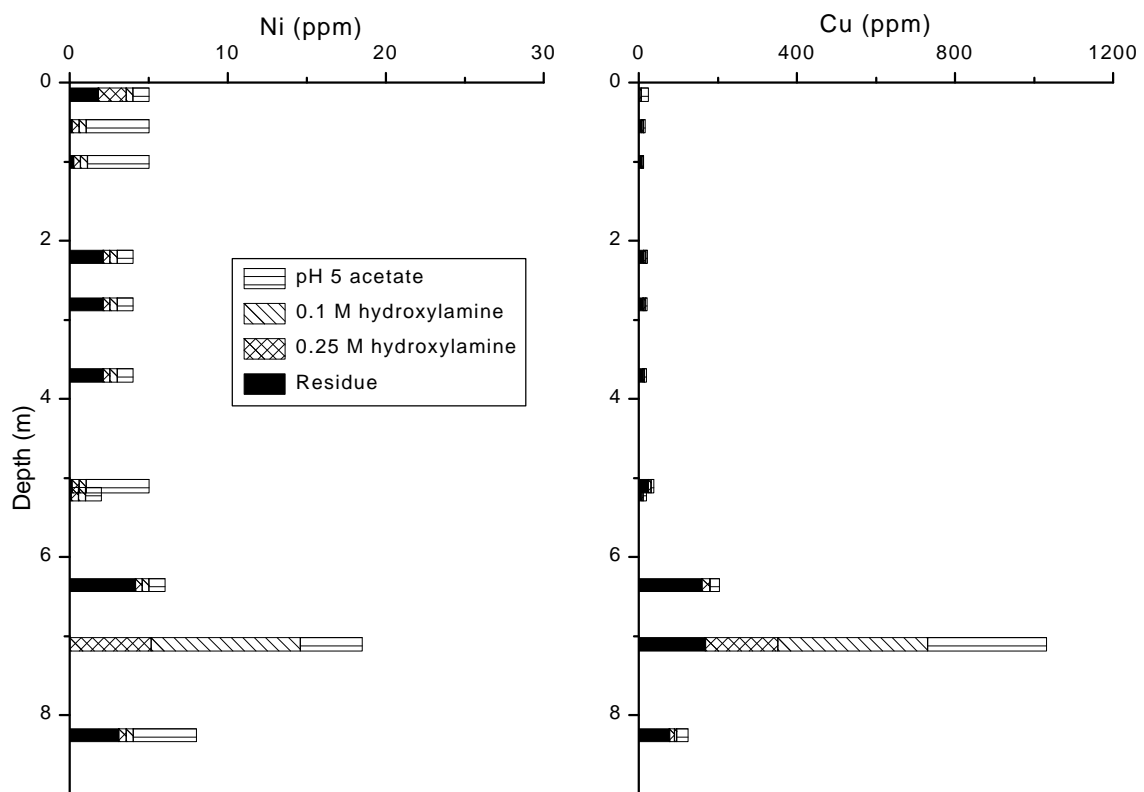 Ni (ppm)
0 10 20 30
Cu (ppm)
0 400 800 1200
Depth (m)
0
2
4
6
8
pH 5 acetate
0.1 M hydroxylamine
0.25 M hydroxylamine
Residue
0
2
4
6
8